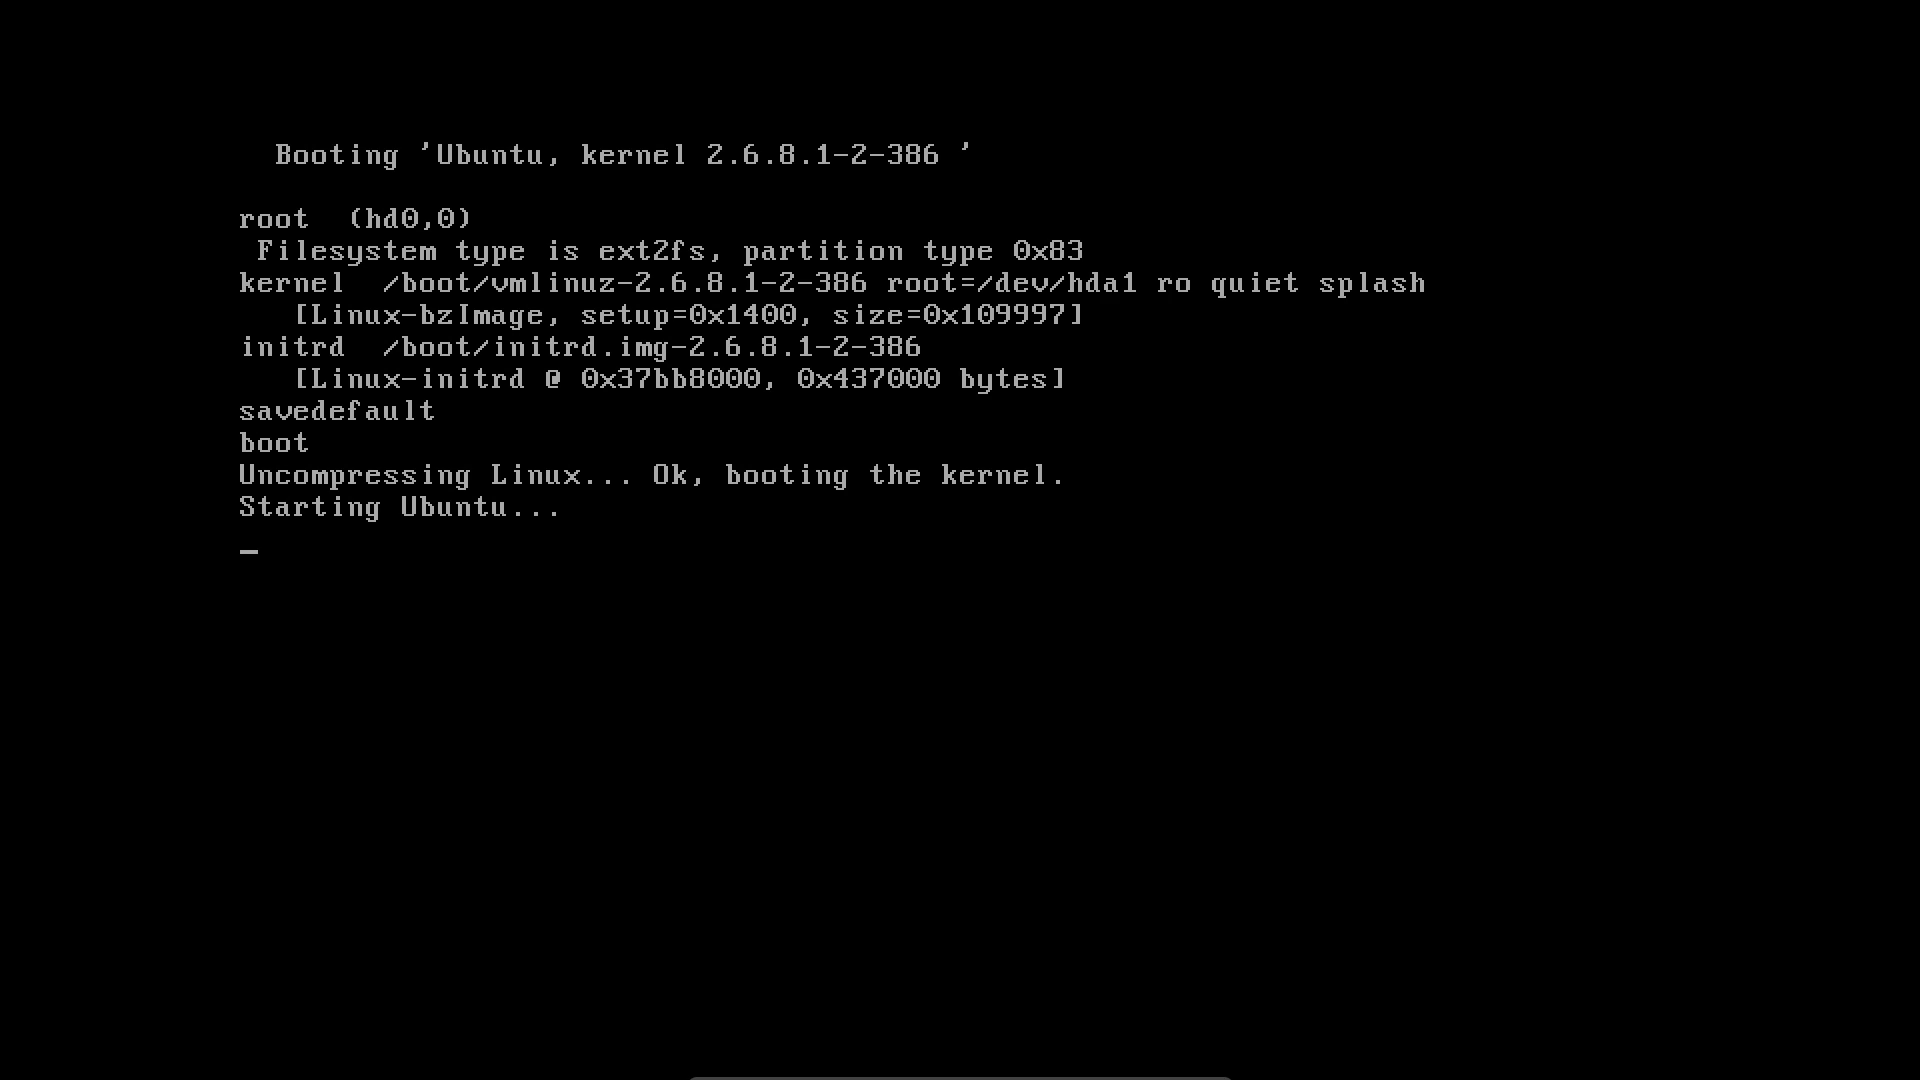 Booting 'Ubuntu, kernel 2.6.8.1-2-386 '
root  (hd0,0)
Filesystem type is ext2fs, partition type 0x83
kernel  /boot/vmlinuz-2.6.8.1-2-386 root=/dev/hda1 ro quiet splash
[Linux-bzImage, setup=0x1400, size=0x109997]
initrd  /boot/initrd.img-2.6.8.1-2-386
[Linux-initrd @ 0x37bb8000, 0x437000 bytes]
savedefault
boot
Uncompressing Linux... Ok, booting the kernel.
Starting Ubuntu...
_